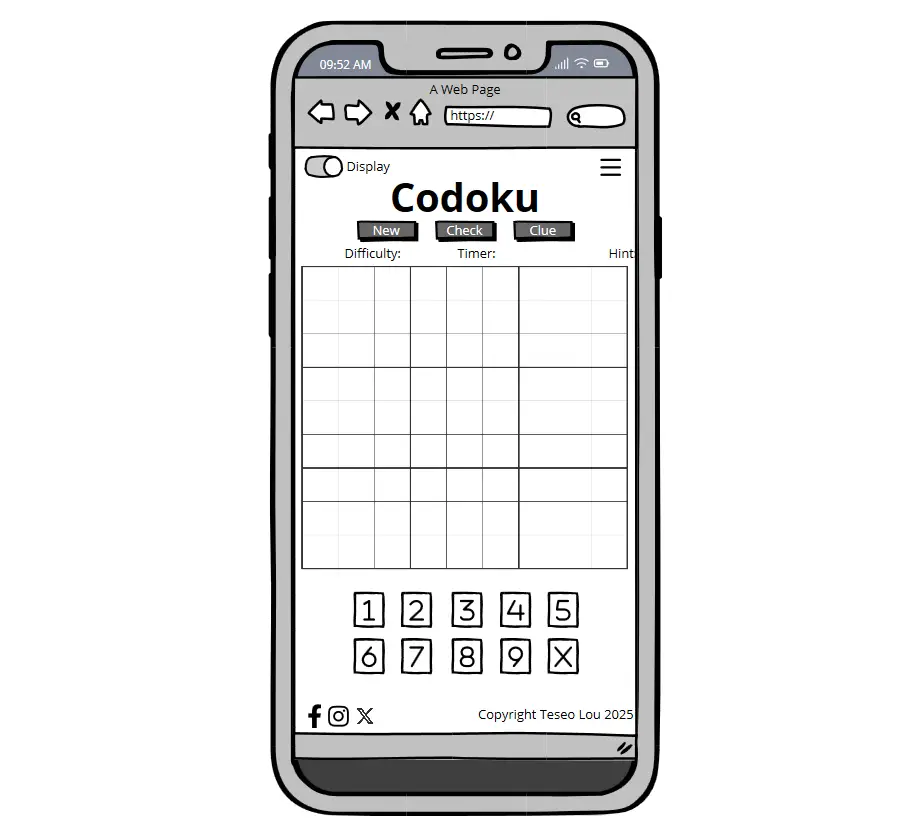 09:52 AM
A Web Page
https://
Display
Codoku
New Check Clue
Difficulty: Timer: Hint
1 2 3 4 5
6 7 8 9 X
Copyright Teseo Lou 2025